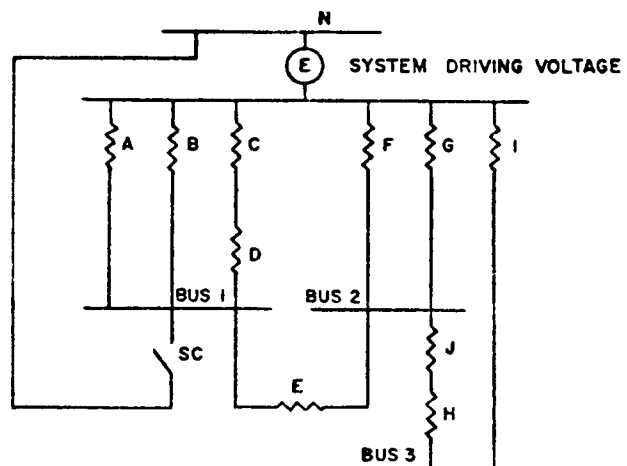 N
E SYSTEM DRIVING VOLTAGE
A B C F G I
D
BUS 1 BUS 2
SC
J
E
H
BUS 3